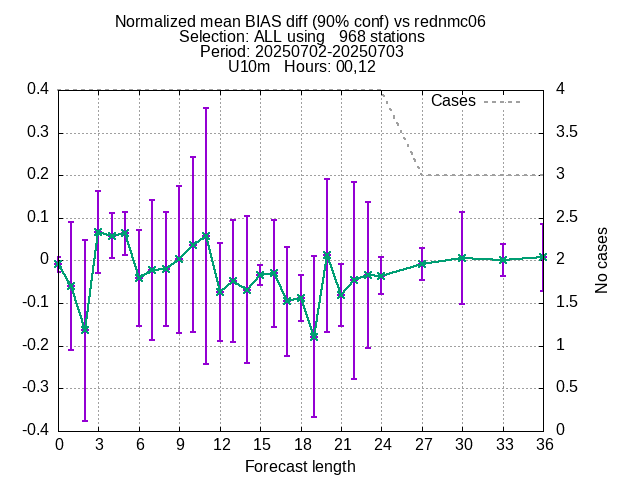 Normalized mean BIAS diff (90% conf) vs rednmc06
Selection: ALL using   968 stations
Period: 20250702-20250703
U10m   Hours: 00,12
Cases
0.4
0.3
0.2
0.1
0
-0.1
-0.2
-0.3
-0.4
4
3.5
3
2.5
2
1.5
1
0.5
0
No cases
0 3 6 9 12 15 18 21 24 27 30 33 36
Forecast length